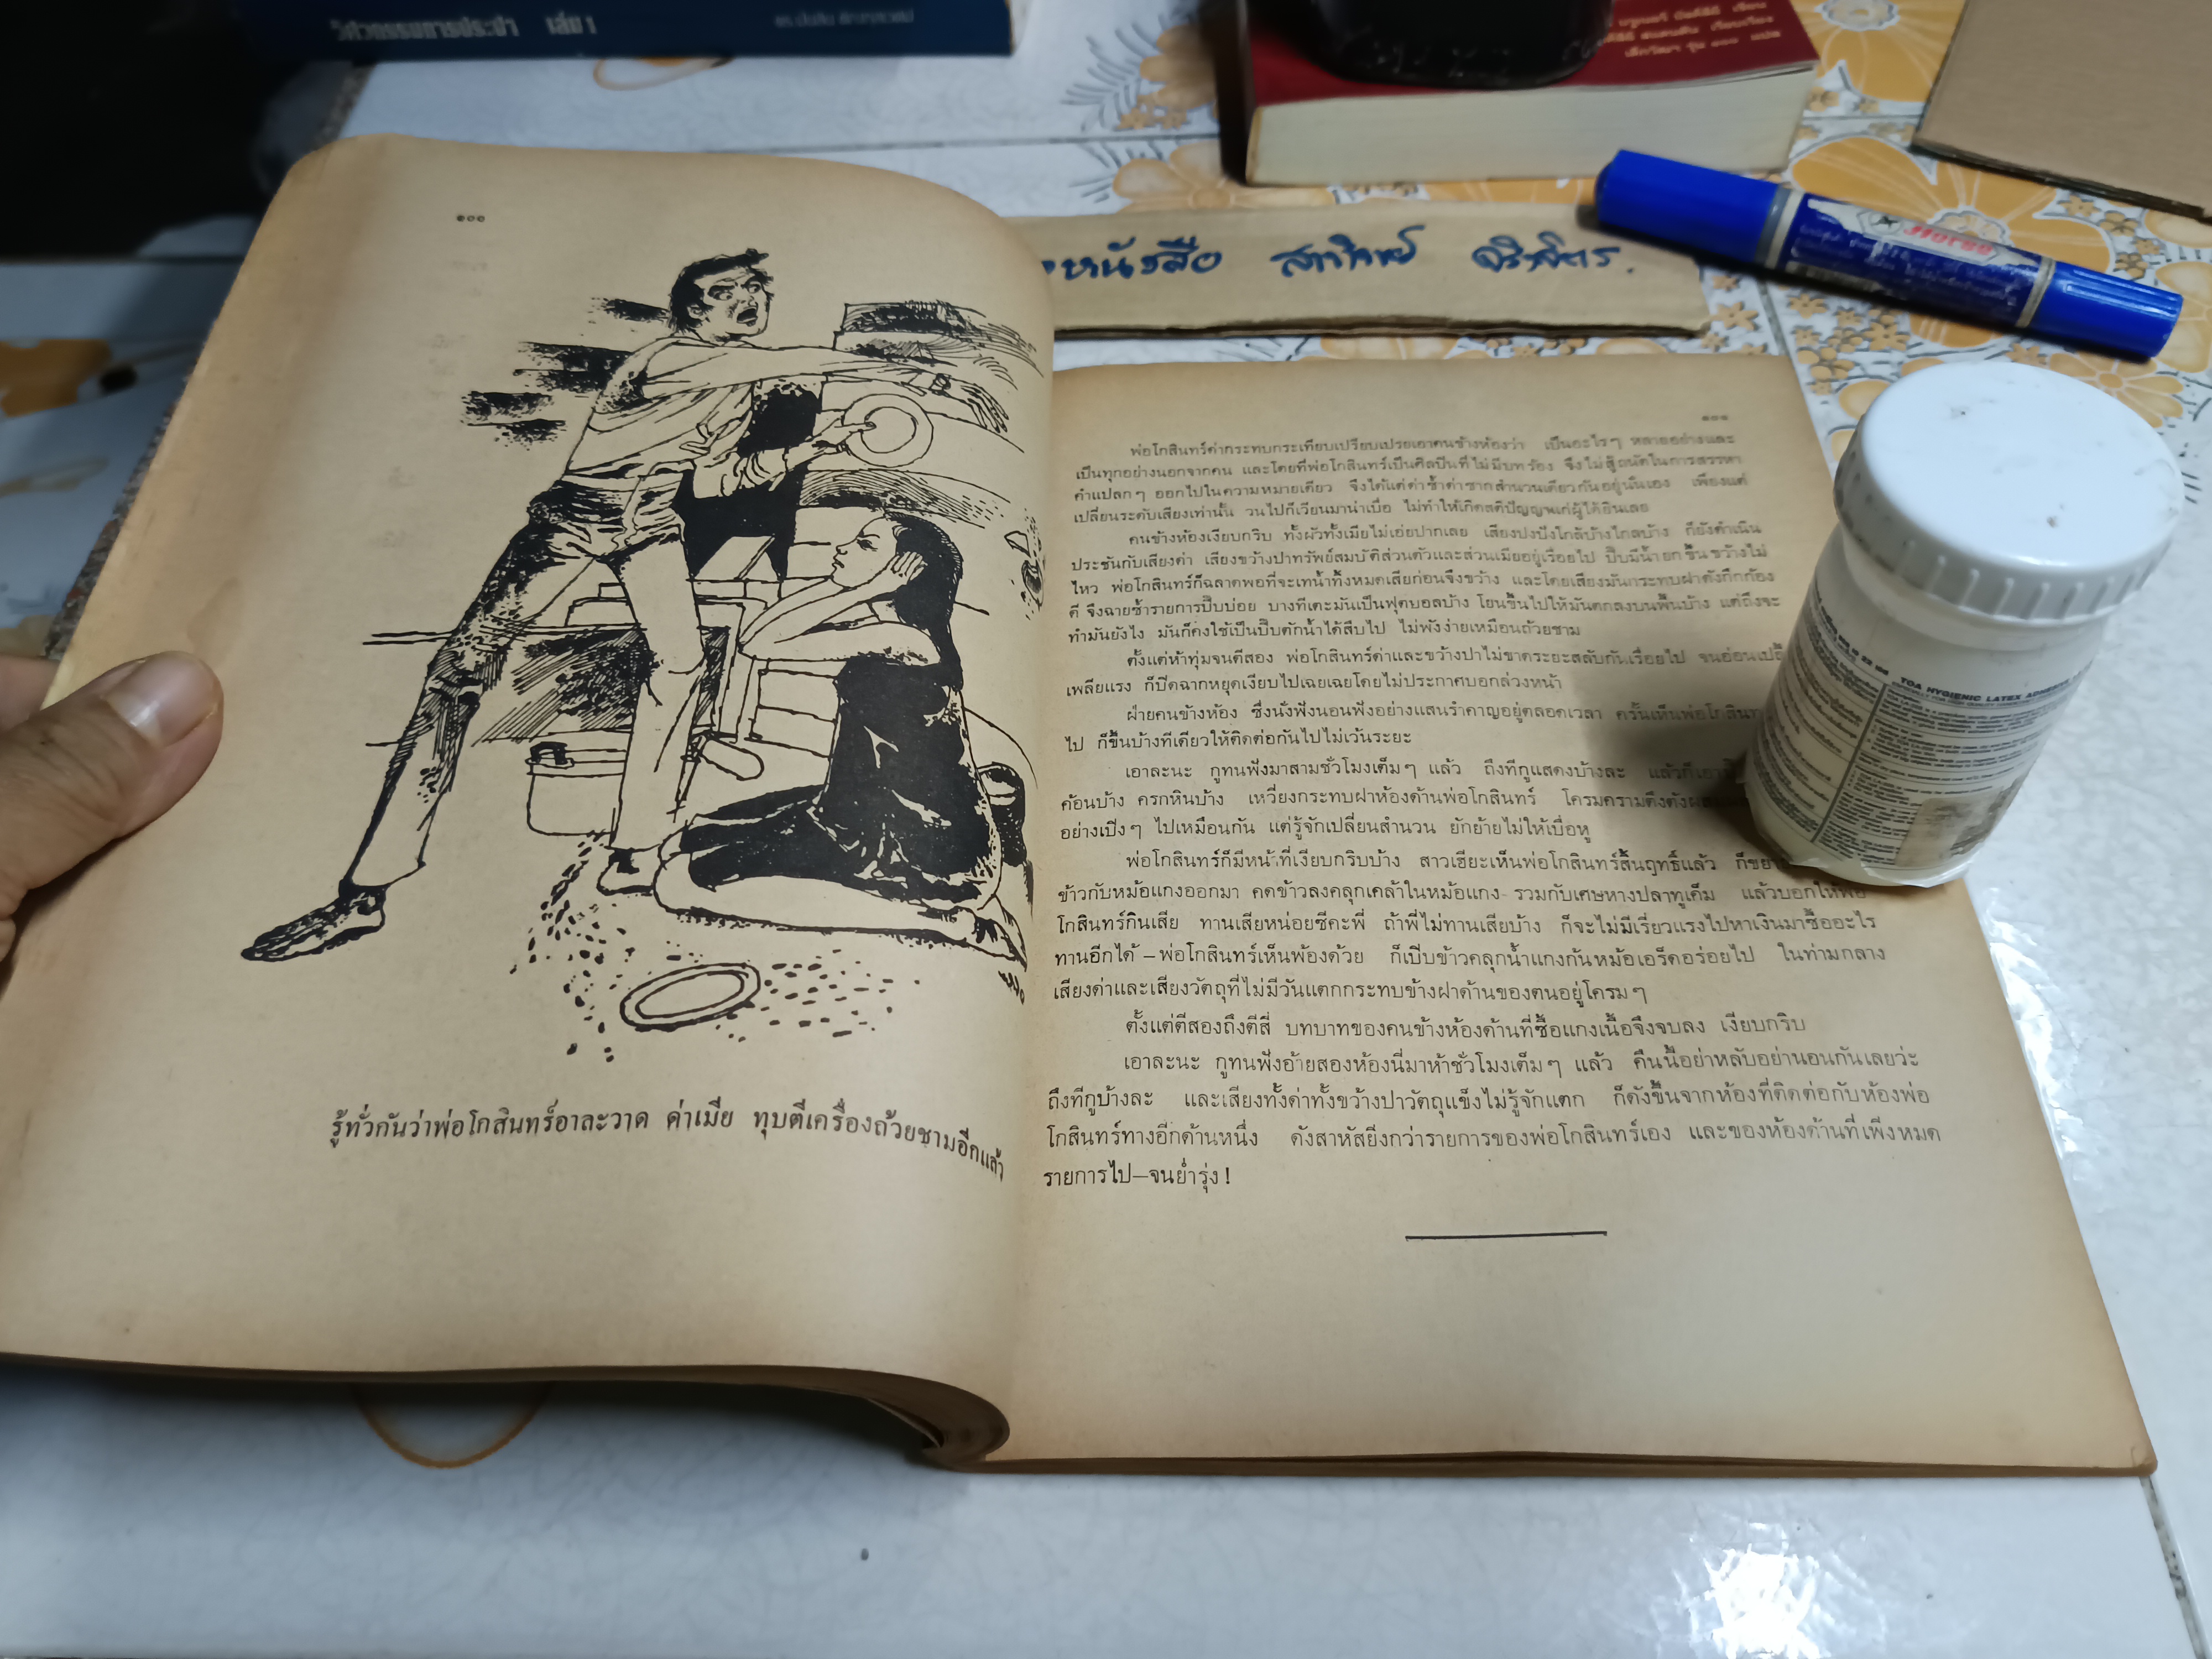 วิศวกรรมการประปา เล่ม 1
หนังสือ
Horse
๑๐๐
รู้ทั่วกันว่าพ่อโกสินทร์อาละวาด ด่าเมีย ทุบตีเครื่องถ้วยชามอีกแล้ว
๑๐๑
พ่อโกสินทร์ด่ากระทบกระเทียบเปรียบเปรยเอาคนข้างห้องว่า เป็นอะไรๆ หลายอย่างและ
เป็นทุกอย่างนอกจากคน และโดยที่พ่อโกสินทร์เป็นศิลปินที่ไม่มีบทร้อง จึงไม่สู้ถนัดในการสรรหา
คำแปลกๆ ออกไปในความหมายเดียว จึงได้แต่ด่าซ้ำด่าซากสำนวนเดียวกันอยู่นั่นเอง เพียงแต่
เปลี่ยนระดับเสียงเท่านั้น วนไปก็เวียนมาน่าเบื่อ ไม่ทำให้เกิดสติปัญญาแก่ผู้ได้ยินเลย
คนข้างห้องเงียบกริบ ทั้งผัวทั้งเมียไม่เอ่ยปากเลย เสียงปงปังใกล้บ้างไกลบ้าง ก็ยังดำเนิน
ประชันกับเสียงด่า เสียงขว้างปาทรัพย์สมบัติส่วนตัวและส่วนเมียอยู่เรื่อยไป ปี๊บมีน้ำยกขึ้นขว้างไม่
ไหว พ่อโกสินทร์ก็ฉลาดพอที่จะเทน้ำทิ้งหมดเสียก่อนจึงขว้าง และโดยเสียงมันกระทบฝาดังกึกก้อง
ดี จึงฉายซ้ำรายการปี๊บบ่อย บางทีเตะมันเป็นฟุตบอลบ้าง โยนขึ้นไปให้มันตกลงบนพื้นบ้าง แต่ถึงจะ
ทำมันยังไง มันก็คงใช้เป็นปี๊บตักน้ำได้สืบไป ไม่พังง่ายเหมือนถ้วยชาม
ตั้งแต่ห้าทุ่มจนตีสอง พ่อโกสินทร์ด่าและขว้างปาไม่ขาดระยะสลับกันเรื่อยไป จนอ่อนเปลี้ย
เพลียแรง ก็ปิดฉากหยุดเงียบไปเฉยเฉยโดยไม่ประกาศบอกล่วงหน้า
ฝ่ายคนข้างห้อง ซึ่งนั่งฟังนอนฟังอย่างแสนรำคาญอยู่ตลอดเวลา ครั้นเห็นพ่อโกสินทร์
ไป ก็ขึ้นบ้างทีเดียวให้ติดต่อกันไปไม่เว้นระยะ
เอาละนะ กูทนฟังมาสามชั่วโมงเต็มๆ แล้ว ถึงทีกูแสดงบ้างละ แล้วก็เอา
ค้อนบ้าง ครกหินบ้าง เหวี่ยงกระทบฝาห้องด้านพ่อโกสินทร์ โครมครามตึงตัง
อย่างเปิงๆ ไปเหมือนกัน แต่รู้จักเปลี่ยนสำนวน ยักย้ายไม่ให้เบื่อหู
พ่อโกสินทร์ก็มีหน้าที่เงียบกริบบ้าง สาวเฮียะเห็นพ่อโกสินทร์สิ้นฤทธิ์แล้ว ก็
ข้าวกับหม้อแกงออกมา คดข้าวลงคลุกเคล้าในหม้อแกง รวมกับเศษหางปลาทูเค็ม แล้วบอกให้พ่อ
โกสินทร์กินเสีย ทานเสียหน่อยซีคะพี่ ถ้าพี่ไม่ทานเสียบ้าง ก็จะไม่มีเรี่ยวแรงไปหาเงินมาซื้ออะไร
ทานอีกได้ –พ่อโกสินทร์เห็นพ้องด้วย ก็เปิบข้าวคลุกน้ำแกงก้นหม้อเอร็ดอร่อยไป ในท่ามกลาง
เสียงด่าและเสียงวัตถุที่ไม่มีวันแตกกระทบข้างฝาด้านของตนอยู่โครมๆ
ตั้งแต่ตีสองถึงตีสี่ บทบาทของคนข้างห้องด้านที่ซื้อแกงเนื้อจึงจบลง เงียบกริบ
เอาละนะ กูทนฟังอ้ายสองห้องนี่มาห้าชั่วโมงเต็มๆ แล้ว คืนนี้อย่าหลับอย่านอนกันเลยว่ะ
ถึงทีกูบ้างละ และเสียงทั้งด่าทั้งขว้างปาวัตถุแข็งไม่รู้จักแตก ก็ดังขึ้นจากห้องที่ติดต่อกับห้องพ่อ
โกสินทร์ทางอีกด้านหนึ่ง ดังสาหัสยิ่งกว่ารายการของพ่อโกสินทร์เอง และของห้องด้านที่เพิ่งหมด
รายการไป–จนย่ำรุ่ง!
TOA HYGIENIC LATEX ADHESIVE